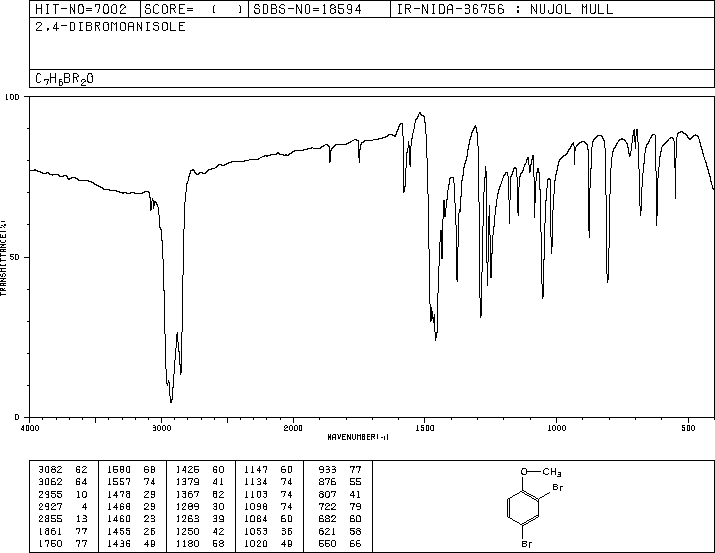 HIT-NO=7002 SCORE= ( ) SDBS-NO=18594 IR-NIDA-36756 : NUJOL MULL
2,4-DIBROMOANISOLE
C7H6BR2O
100
TRANSMITTANCE(%)
50
0
4000 3000 2000 1500 1000 500
WAVENUMBER(-1)
3082 62 1580 68 1425 60 1147 60 933 77
3062 64 1557 74 1379 41 1134 74 876 55
2955 10 1478 29 1367 62 1103 74 807 41
2927 4 1468 29 1289 30 1098 74 722 79
2855 13 1460 23 1263 39 1084 60 682 60
1861 77 1455 26 1250 42 1053 36 621 58
1750 77 1436 49 1180 58 1020 49 550 66
O CH3
Br
Br